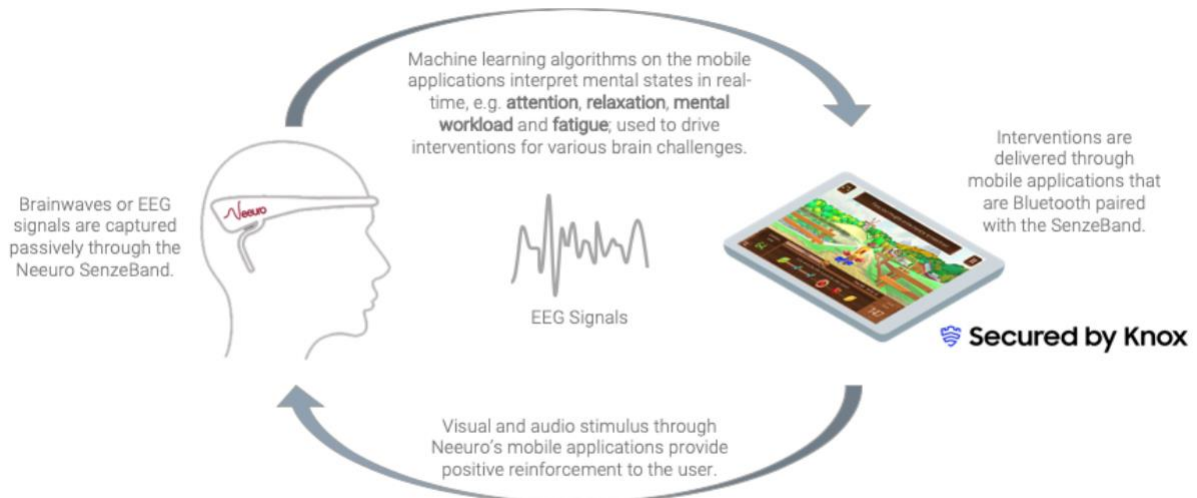 Machine learning algorithms on the mobile
applications interpret mental states in real-
time, e.g. attention, relaxation, mental
workload and fatigue; used to drive
interventions for various brain challenges.
Brainwaves or EEG
signals are captured
passively through the
Neeuro SenzeBand.
Neeuro
EEG Signals
Interventions are
delivered through
mobile applications that
are Bluetooth paired
with the SenzeBand.
Secured by Knox
Visual and audio stimulus through
Neeuro's mobile applications provide
positive reinforcement to the user.